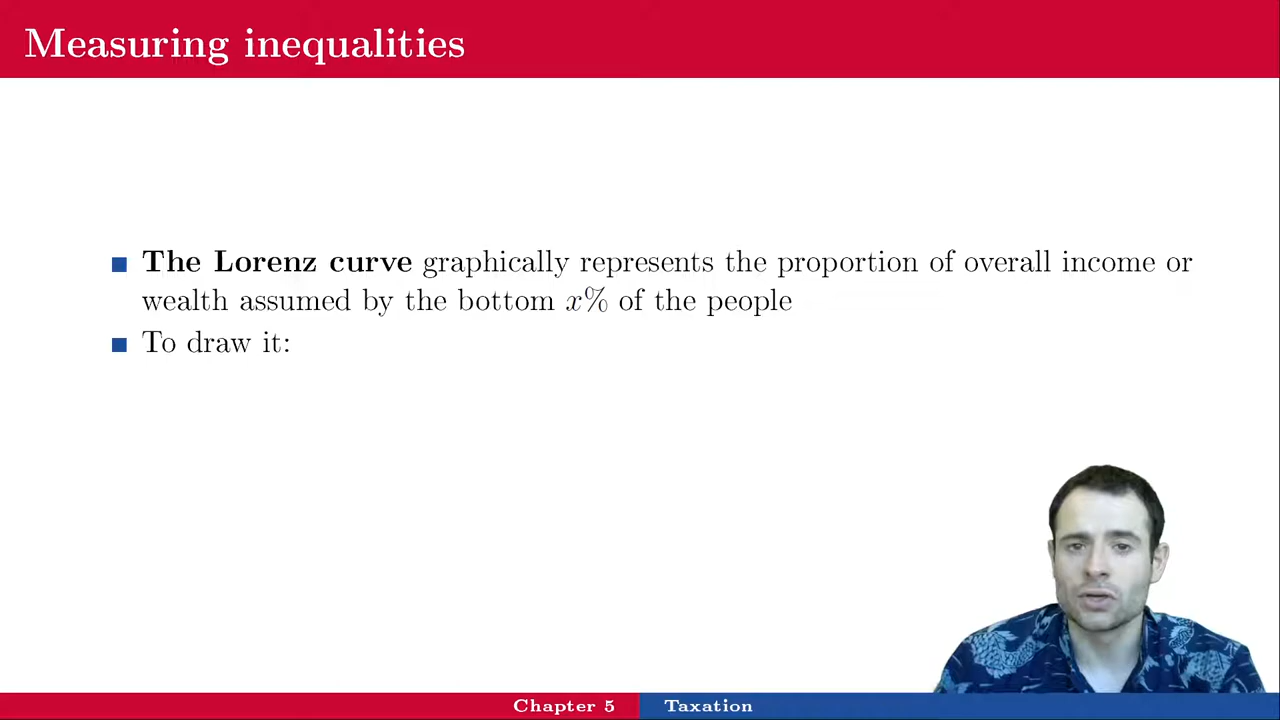 Measuring inequalities
The Lorenz curve graphically represents the proportion of overall income or
wealth assumed by the bottom x% of the people
To draw it:
Chapter 5
Taxation